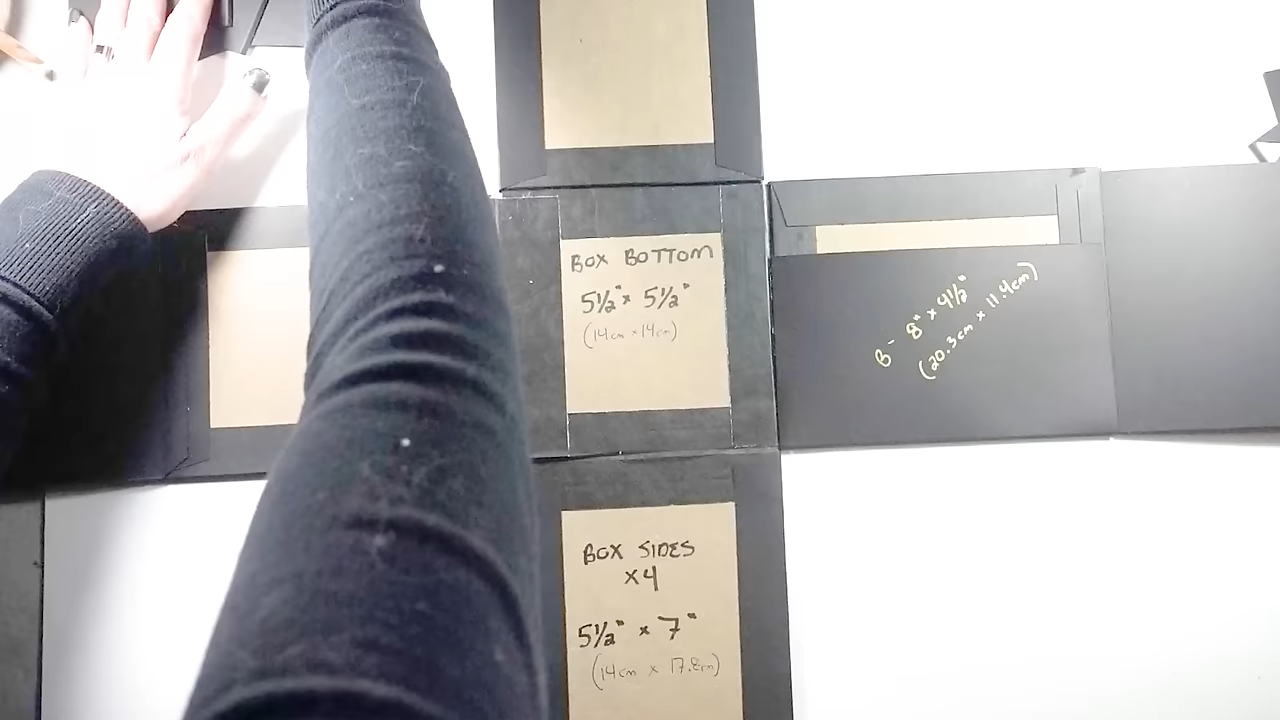 BOX BOTTOM
5½" x 5½"
(14cm x 14cm)
B - 8" x 4½"
(20.3cm x 11.4cm)
BOX SIDES
x4
5½" x 7"
(14cm x 17.8cm)